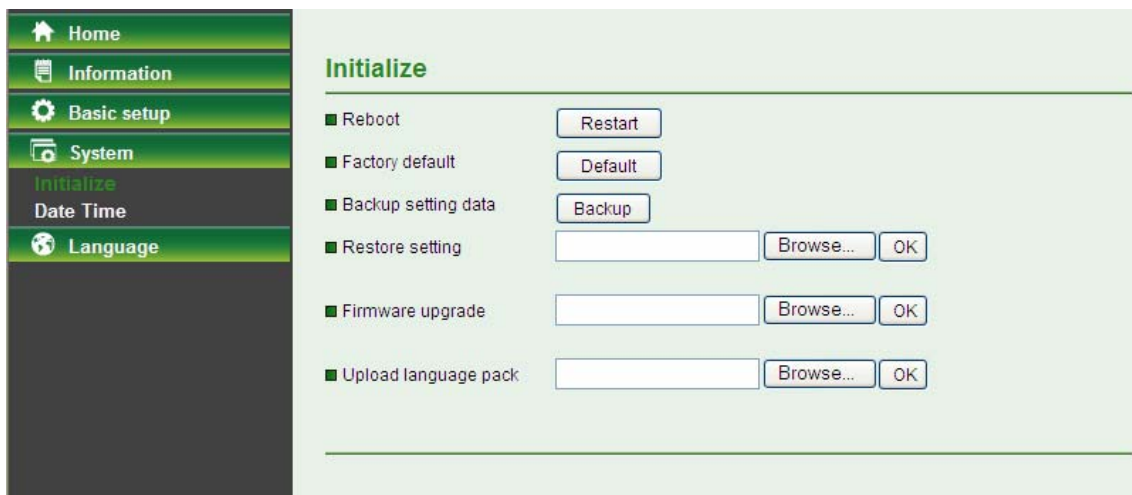 Home
Information
Basic setup
System
Initialize
Date Time
Language
Initialize
Reboot Restart
Factory default Default
Backup setting data Backup
Restore setting Browse... OK
Firmware upgrade Browse... OK
Upload language pack Browse... OK